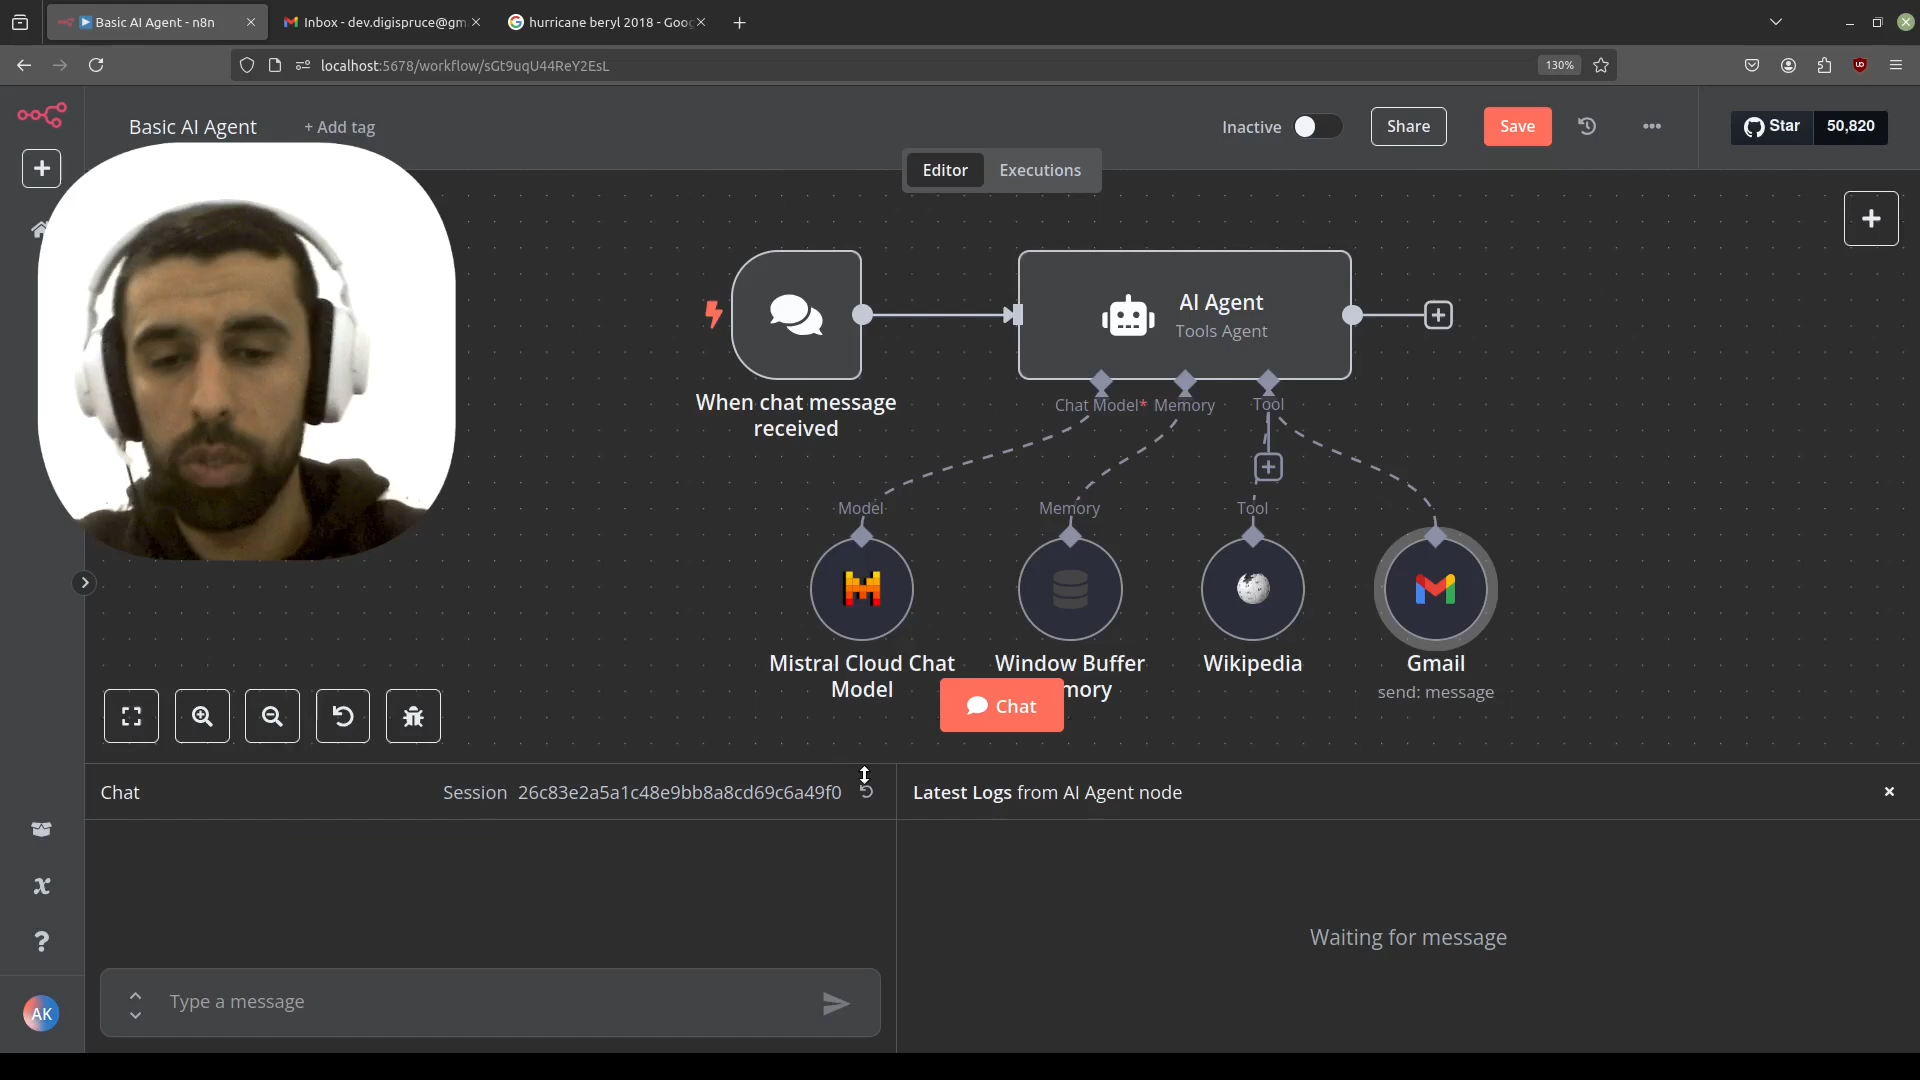 Basic AI Agent - n8n
Inbox - dev.digispruce@gm
hurricane beryl 2018 - Goog
localhost:5678/workflow/sGt9uqU44ReY2EsL
130%
Basic AI Agent
+ Add tag
Inactive
Share
Save
Star
50,820
Editor
Executions
AI Agent
Tools Agent
When chat message
received
Chat Model*
Memory
Tool
Model
Memory
Tool
Mistral Cloud Chat
Model
Window Buffer
mory
Wikipedia
Gmail
send: message
Chat
Chat
Session 26c83e2a5a1c48e9bb8a8cd69c6a49f0
Latest Logs from AI Agent node
Waiting for message
Type a message
AK